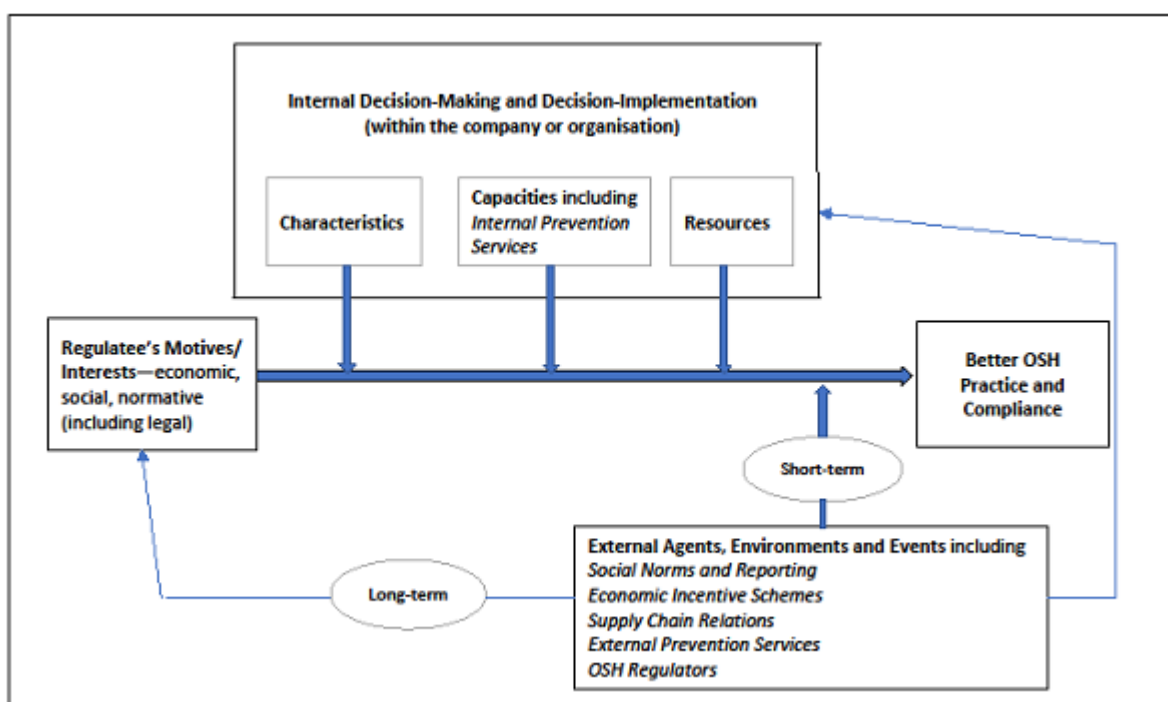 Internal Decision-Making and Decision-Implementation
(within the company or organisation)
Characteristics
Capacities including
Internal Prevention
Services
Resources
Regulatee's Motives/
Interests—economic,
social, normative
(including legal)
Better OSH
Practice and
Compliance
Short-term
External Agents, Environments and Events including
Social Norms and Reporting
Economic Incentive Schemes
Supply Chain Relations
External Prevention Services
OSH Regulators
Long-term